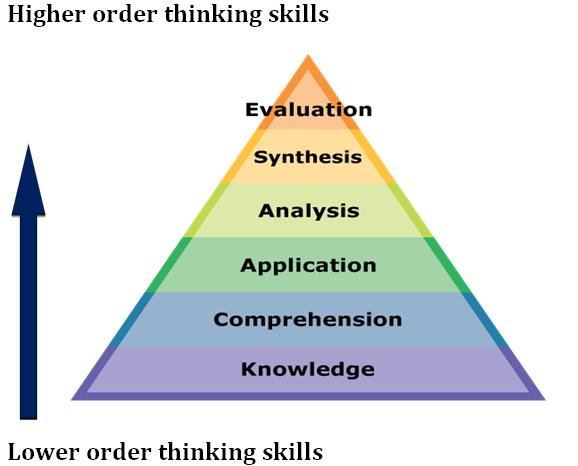 Higher order thinking skills
Evaluation
Synthesis
Analysis
Application
Comprehension
Knowledge
Lower order thinking skills